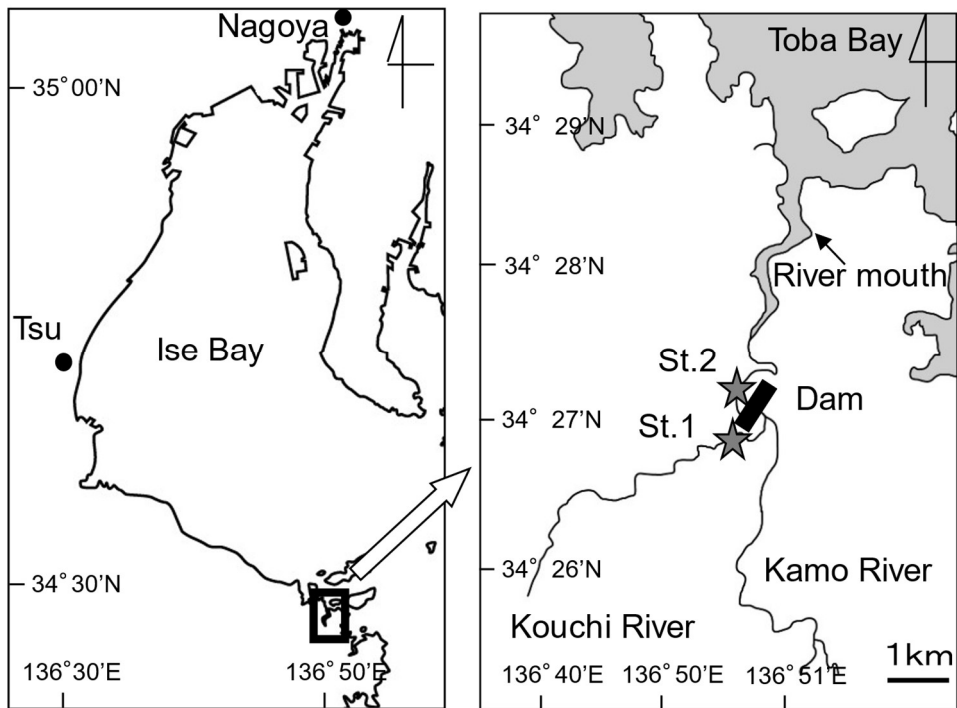 Nagoya
35°00’N
Tsu
Ise Bay
34°30’N
136°30’E
136°50’E
Toba Bay
34° 29’N
34° 28’N
River mouth
St.2
Dam
34° 27’N
St.1
34° 26’N
Kamo River
Kouchi River
136°40’E
136°50’E
136°51’E
1km